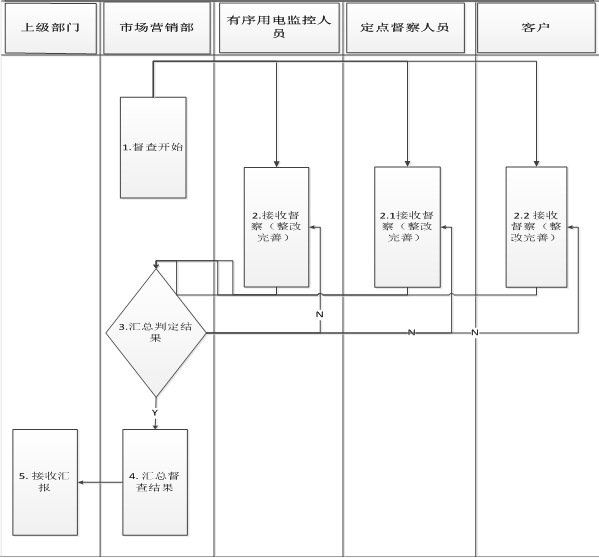 上级部门
市场营销部
有序用电监控人
员
定点督察人员
客户
1.督查开始
2.接收督
察（整改
完善）
2.1接收督
察（整改
完善）
2.2 接收
督察（整
改完善）
3.汇总判定结
果
N
N
N
Y
5. 接收汇
报
4. 汇总督
查结果